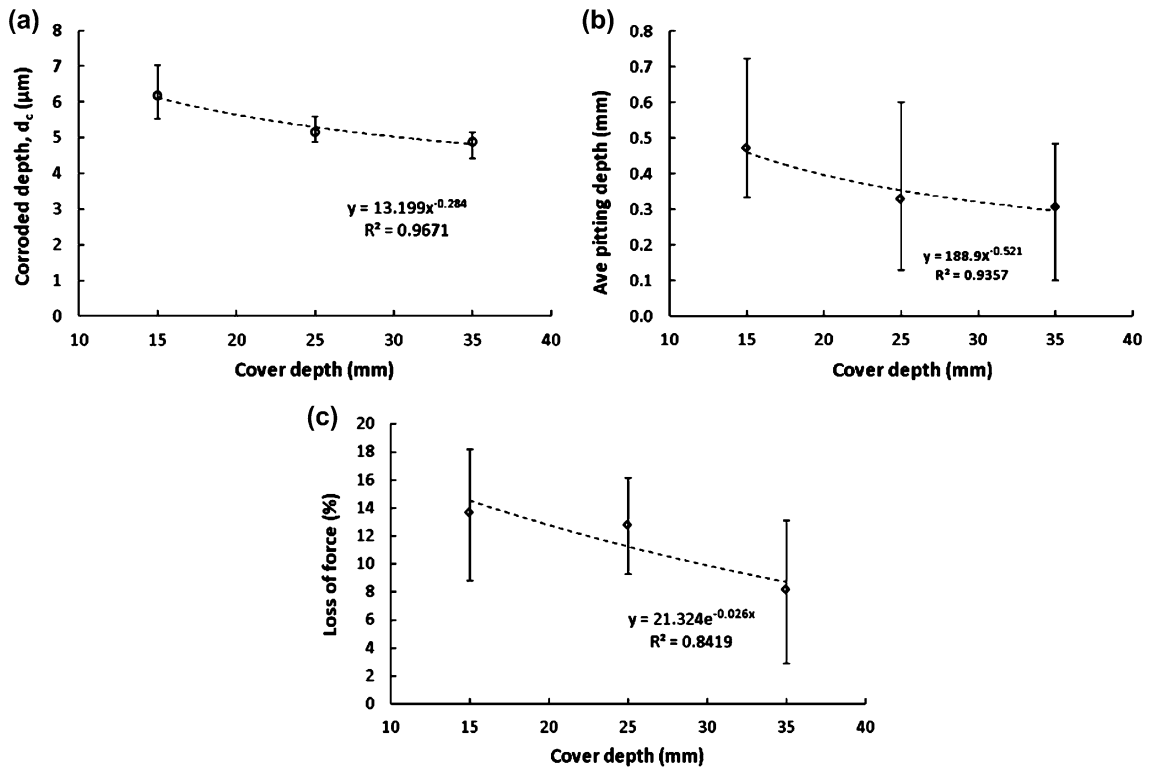 (a)
8
7
6
5
4
3
2
1
0
Corroded depth, dc (µm)
y = 13.199x^-0.284
R² = 0.9671
10 15 20 25 30 35 40
Cover depth (mm)
(b)
0.8
0.7
0.6
0.5
0.4
0.3
0.2
0.1
0.0
Ave pitting depth (mm)
y = 188.9x^-0.521
R² = 0.9357
10 15 20 25 30 35 40
Cover depth (mm)
(c)
20
18
16
14
12
10
8
6
4
2
0
Loss of force (%)
y = 21.324e^-0.026x
R² = 0.8419
10 15 20 25 30 35 40
Cover depth (mm)